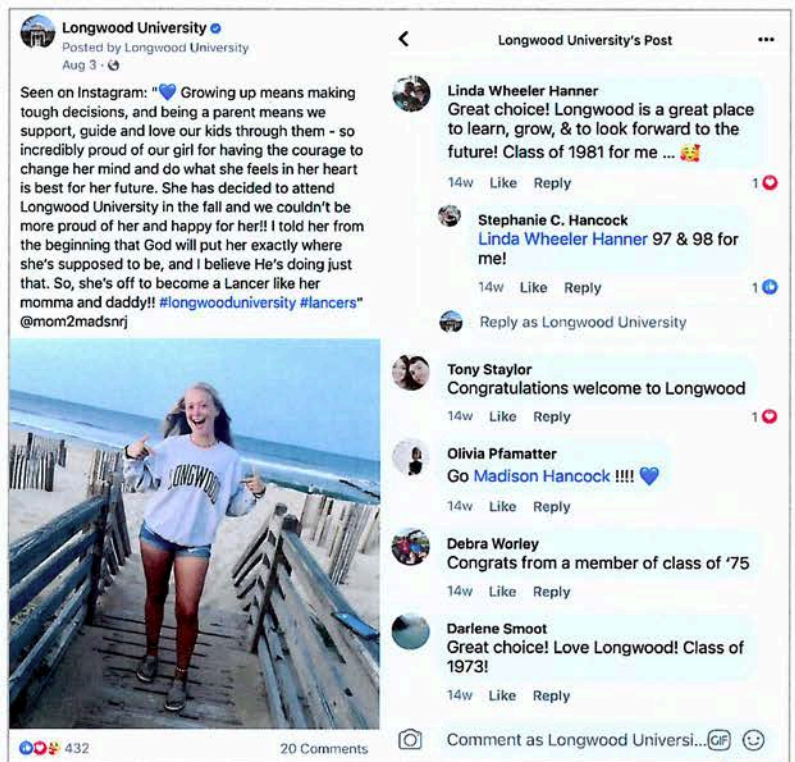 Longwood University
Posted by Longwood University
Aug 3 ·
Seen on Instagram: "💙 Growing up means making
tough decisions, and being a parent means we
support, guide and love our kids through them - so
incredibly proud of our girl for having the courage to
change her mind and do what she feels in her heart
is best for her future. She has decided to attend
Longwood University in the fall and we couldn't be
more proud of her and happy for her!! I told her from
the beginning that God will put her exactly where
she's supposed to be, and I believe He's doing just
that. So, she's off to become a Lancer like her
momma and daddy!! #longwooduniversity #lancers"
@mom2madsnrj
LONGWOOD
432
20 Comments
Longwood University's Post
Linda Wheeler Hanner
Great choice! Longwood is a great place
to learn, grow, & to look forward to the
future! Class of 1981 for me ... 🥰
14w Like Reply
1
Stephanie C. Hancock
Linda Wheeler Hanner 97 & 98 for
me!
14w Like Reply
1
Reply as Longwood University
Tony Staylor
Congratulations welcome to Longwood
14w Like Reply
1
Olivia Pfamatter
Go Madison Hancock !!!! 💙
14w Like Reply
Debra Worley
Congrats from a member of class of '75
14w Like Reply
Darlene Smoot
Great choice! Love Longwood! Class of
1973!
14w Like Reply
Comment as Longwood Universi...
GIF